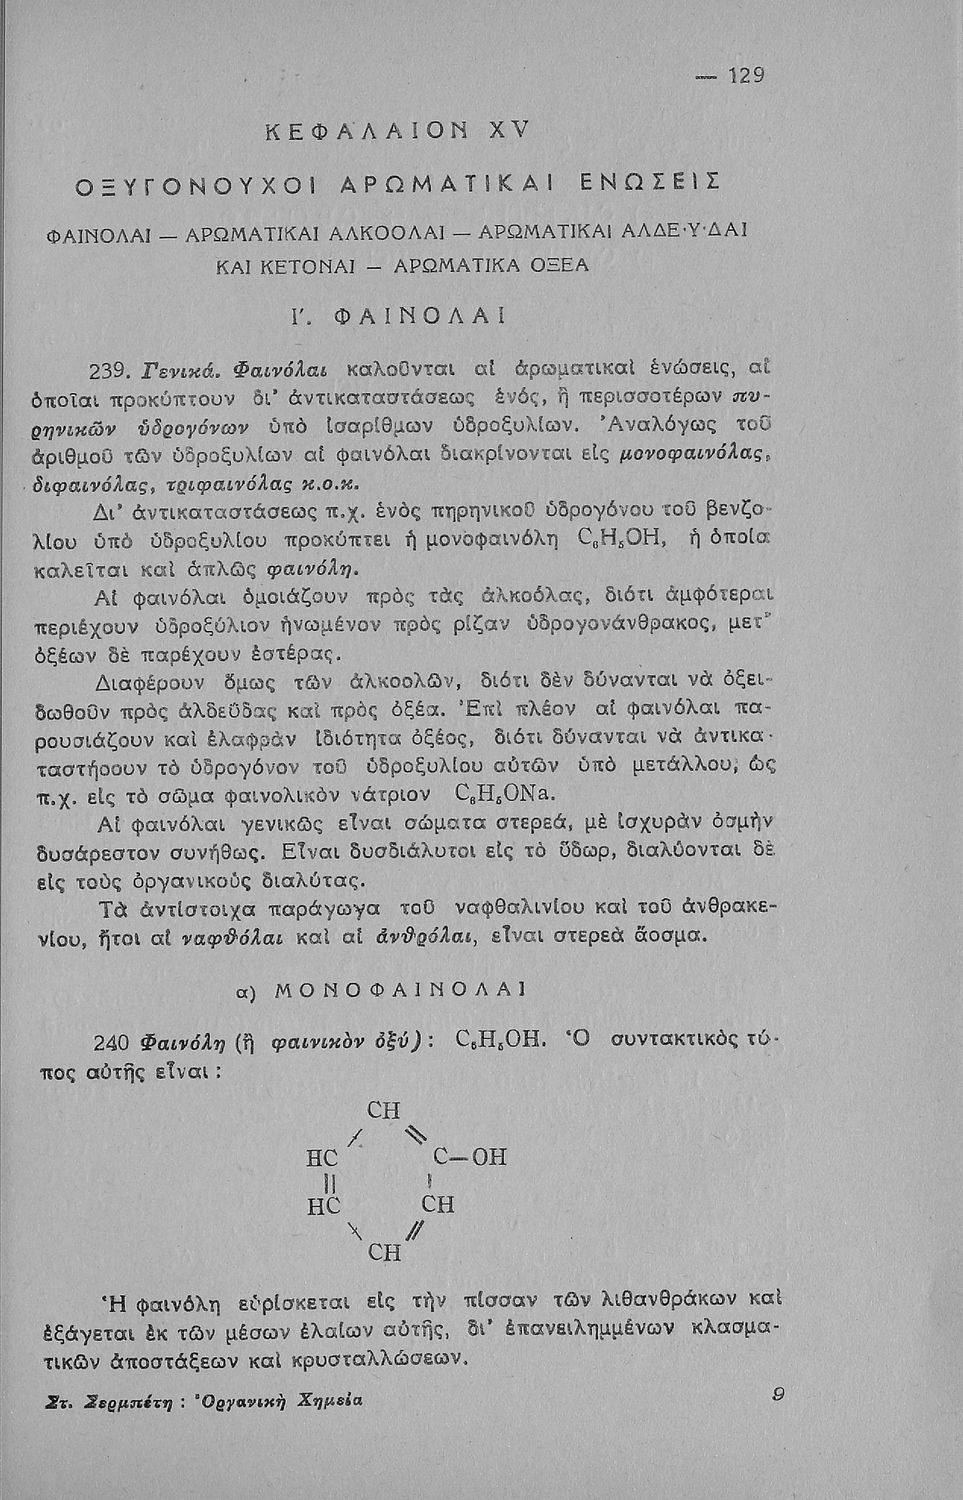 — 129
ΚΕΦΑΛΑΙΟΝ XV
ΟΞΥΓΟΝΟΥΧΟΙ ΑΡΩΜΑΤΙΚΑΙ ΕΝΩΣΕΙΣ
ΦΑΙΝΟΛΑΙ — ΑΡΩΜΑΤΙΚΑΙ ΑΛΚΟΟΛΑΙ — ΑΡΩΜΑΤΙΚΑΙ ΑΛΔΕ·Υ·ΔΑΙ
ΚΑΙ ΚΕΤΟΝΑΙ — ΑΡΩΜΑΤΙΚΑ ΟΞΕΑ
Ι΄. ΦΑΙΝΟΛΑΙ
239. Γενικά. Φαινόλαι καλοῦνται αἱ ἀρωματικαὶ ἑνώσεις, αἱ
ὁποῖαι προκύπτουν δι' ἀντικαταστάσεως ἑνός, ἢ περισσοτέρων πυ-
ρηνικῶν ὑδρογόνων ὑπὸ ἰσαρίθμων ὑδροξυλίων. Ἀναλόγως τοῦ
ἀριθμοῦ τῶν ὑδροξυλίων αἱ φαινόλαι διακρίνονται εἰς μονοφαινόλας,
διφαινόλας, τριφαινόλας κ.ο.κ.
Δι' ἀντικαταστάσεως π.χ. ἑνὸς πηρηνικοῦ ὑδρογόνου τοῦ βενζο-
λίου ὑπὸ ὑδροξυλίου προκύπτει ἡ μονοφαινόλη C₆H₅OH, ἡ ὁποία
καλεῖται καὶ ἁπλῶς φαινόλη.
Αἱ φαινόλαι ὁμοιάζουν πρὸς τὰς ἀλκοόλας, διότι ἀμφότεραι
περιέχουν ὑδροξύλιον ἡνωμένον πρὸς ρίζαν ὑδρογονάνθρακος, μετ'
ὀξέων δὲ παρέχουν ἐστέρας.
Διαφέρουν ὅμως τῶν ἀλκοολῶν, διότι δὲν δύνανται νὰ ὀξει-
δωθοῦν πρὸς ἀλδεΰδας καὶ πρὸς ὀξέα. Ἐπὶ πλέον αἱ φαινόλαι πα-
ρουσιάζουν καὶ ἐλαφρὰν ἰδιότητα ὀξέος, διότι δύνανται νὰ ἀντικα-
ταστήσουν τὸ ὑδρογόνον τοῦ ὑδροξυλίου αὐτῶν ὑπὸ μετάλλου, ὡς
π.χ. εἰς τὸ σῶμα φαινολικὸν νάτριον C₆H₅ONa.
Αἱ φαινόλαι γενικῶς εἶναι σώματα στερεά, μὲ ἰσχυρὰν ὀσμὴν
δυσάρεστον συνήθως. Εἶναι δυσδιάλυτοι εἰς τὸ ὕδωρ, διαλύονται δὲ
εἰς τοὺς ὀργανικοὺς διαλύτας.
Τὰ ἀντίστοιχα παράγωγα τοῦ ναφθαλινίου καὶ τοῦ ἀνθρακε-
νίου, ἤτοι αἱ ναφθόλαι καὶ αἱ ἀνθρόλαι, εἶναι στερεὰ ἄοσμα.
α) ΜΟΝΟΦΑΙΝΟΛΑΙ
240 Φαινόλη (ἢ φαινικὸν ὀξύ) : C₆H₅OH. Ὁ συντακτικὸς τύ-
πος αὐτῆς εἶναι :
CH
HC C—OH
HC CH
CH
Ἡ φαινόλη εὑρίσκεται εἰς τὴν πίσσαν τῶν λιθανθράκων καὶ
ἐξάγεται ἐκ τῶν μέσων ἐλαίων αὐτῆς, δι' ἐπανειλημμένων κλασμα-
τικῶν ἀποστάξεων καὶ κρυσταλλώσεων.
Στ. Σερμπέτη : Ὀργανικὴ Χημεία 9